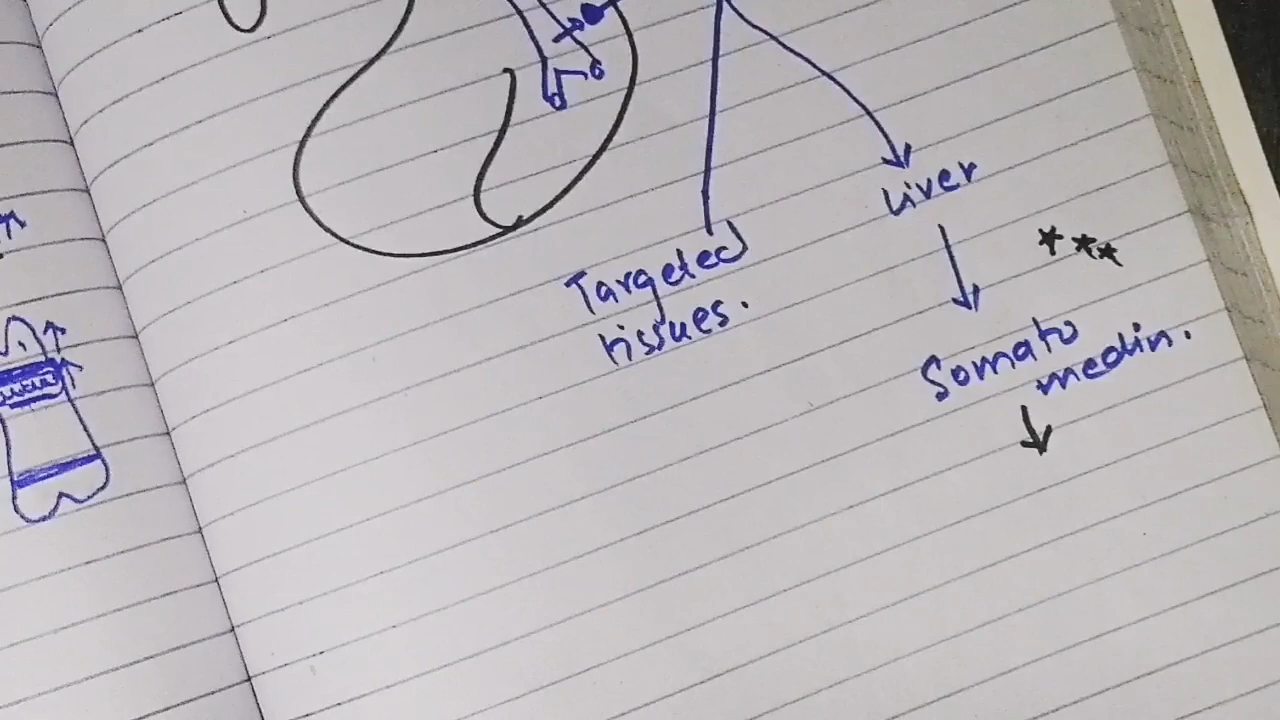 Liver
***
Targeted
tissues.
Somato
medin.